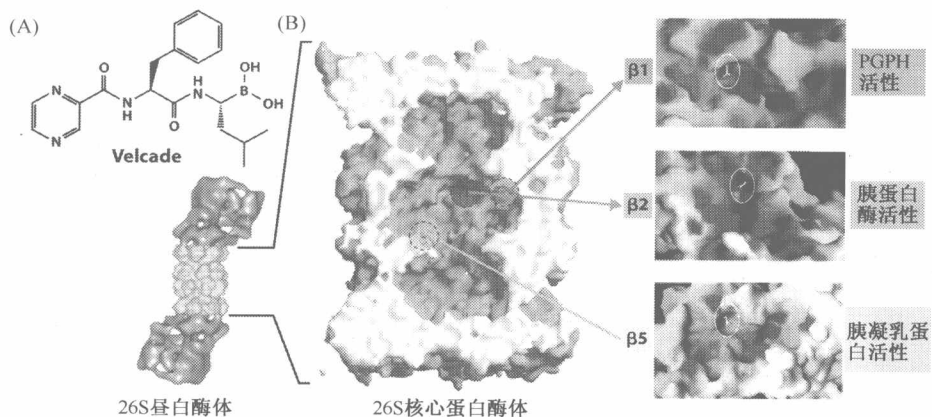 (A)
(B)
O
N
H
H
N
O
OH
B
OH
N
N
Velcade
β1
β2
β5
PGPH
活性
胰蛋白
酶活性
胰凝乳蛋
白活性
26S昼白酶体
26S核心蛋白酶体